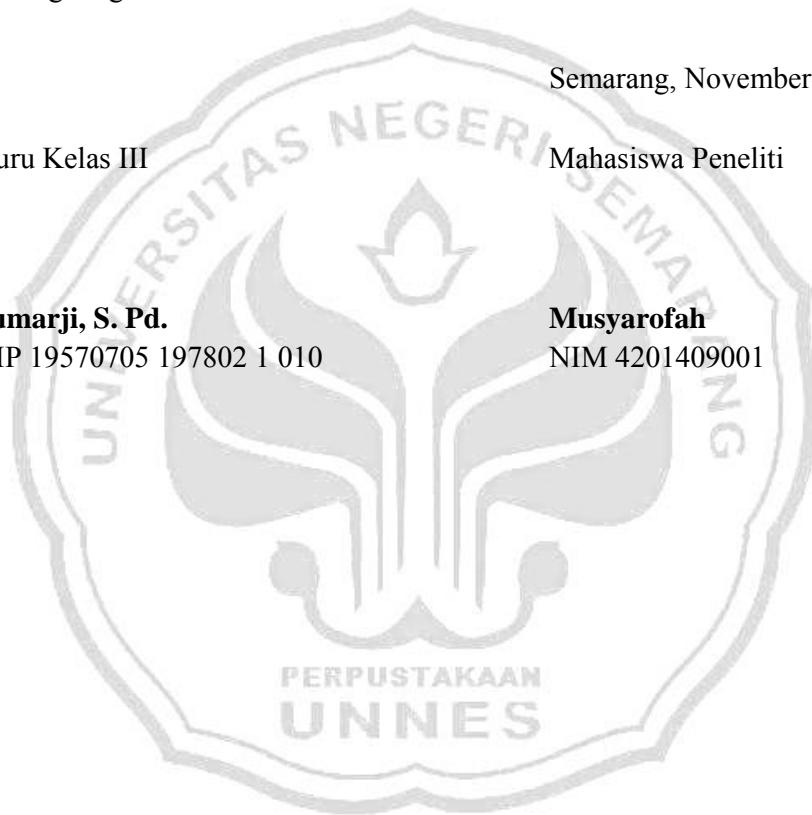 Semarang, November
uru Kelas III Mahasiswa Peneliti
umarji, S. Pd. Musyarofah
IP 19570705 197802 1 010 NIM 4201409001
UNIVERSITAS NEGERI SEMARANG
PERPUSTAKAAN
UNNES